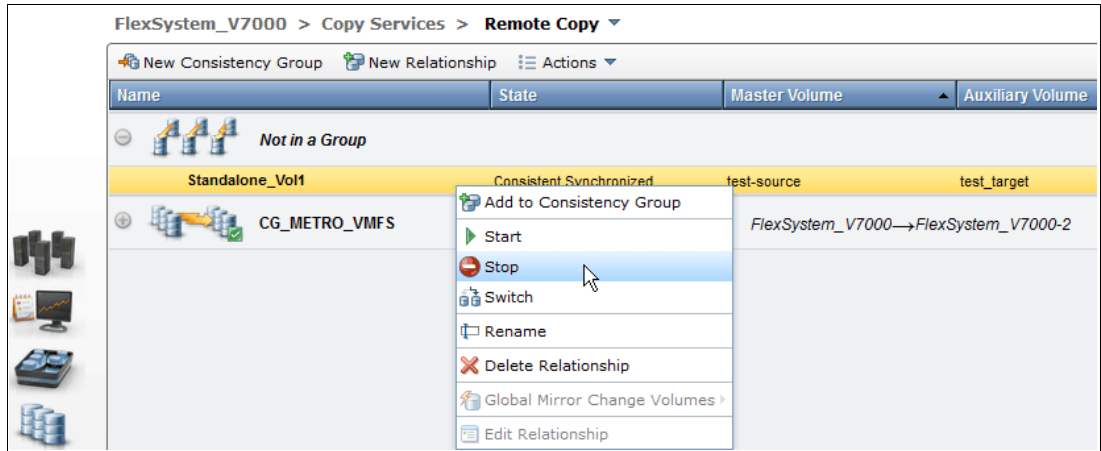 FlexSystem_V7000 > Copy Services > Remote Copy
New Consistency Group New Relationship Actions
Name State Master Volume Auxiliary Volume
Not in a Group
Standalone_Vol1 Consistent Synchronized test-source test_target
Add to Consistency Group
CG_METRO_VMFS FlexSystem_V7000→FlexSystem_V7000-2
Start
Stop
Switch
Rename
Delete Relationship
Global Mirror Change Volumes
Edit Relationship